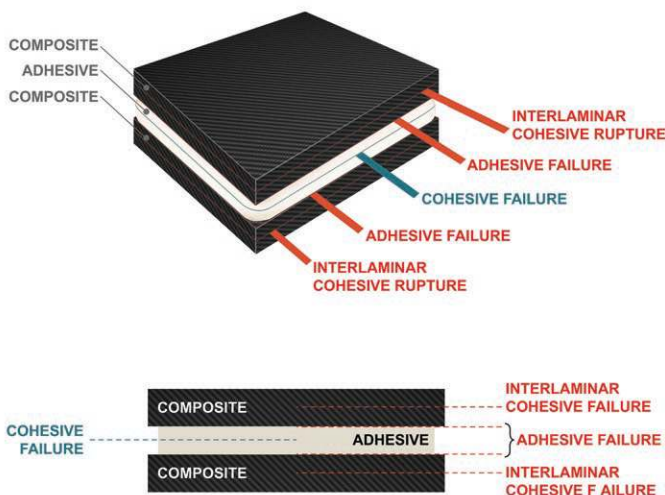 COMPOSITE
ADHESIVE
COMPOSITE
INTERLAMINAR
COHESIVE RUPTURE
ADHESIVE FAILURE
COHESIVE FAILURE
ADHESIVE FAILURE
INTERLAMINAR
COHESIVE RUPTURE
COMPOSITE
INTERLAMINAR
COHESIVE FAILURE
COHESIVE
FAILURE
ADHESIVE
ADHESIVE FAILURE
COMPOSITE
INTERLAMINAR
COHESIVE F AILURE